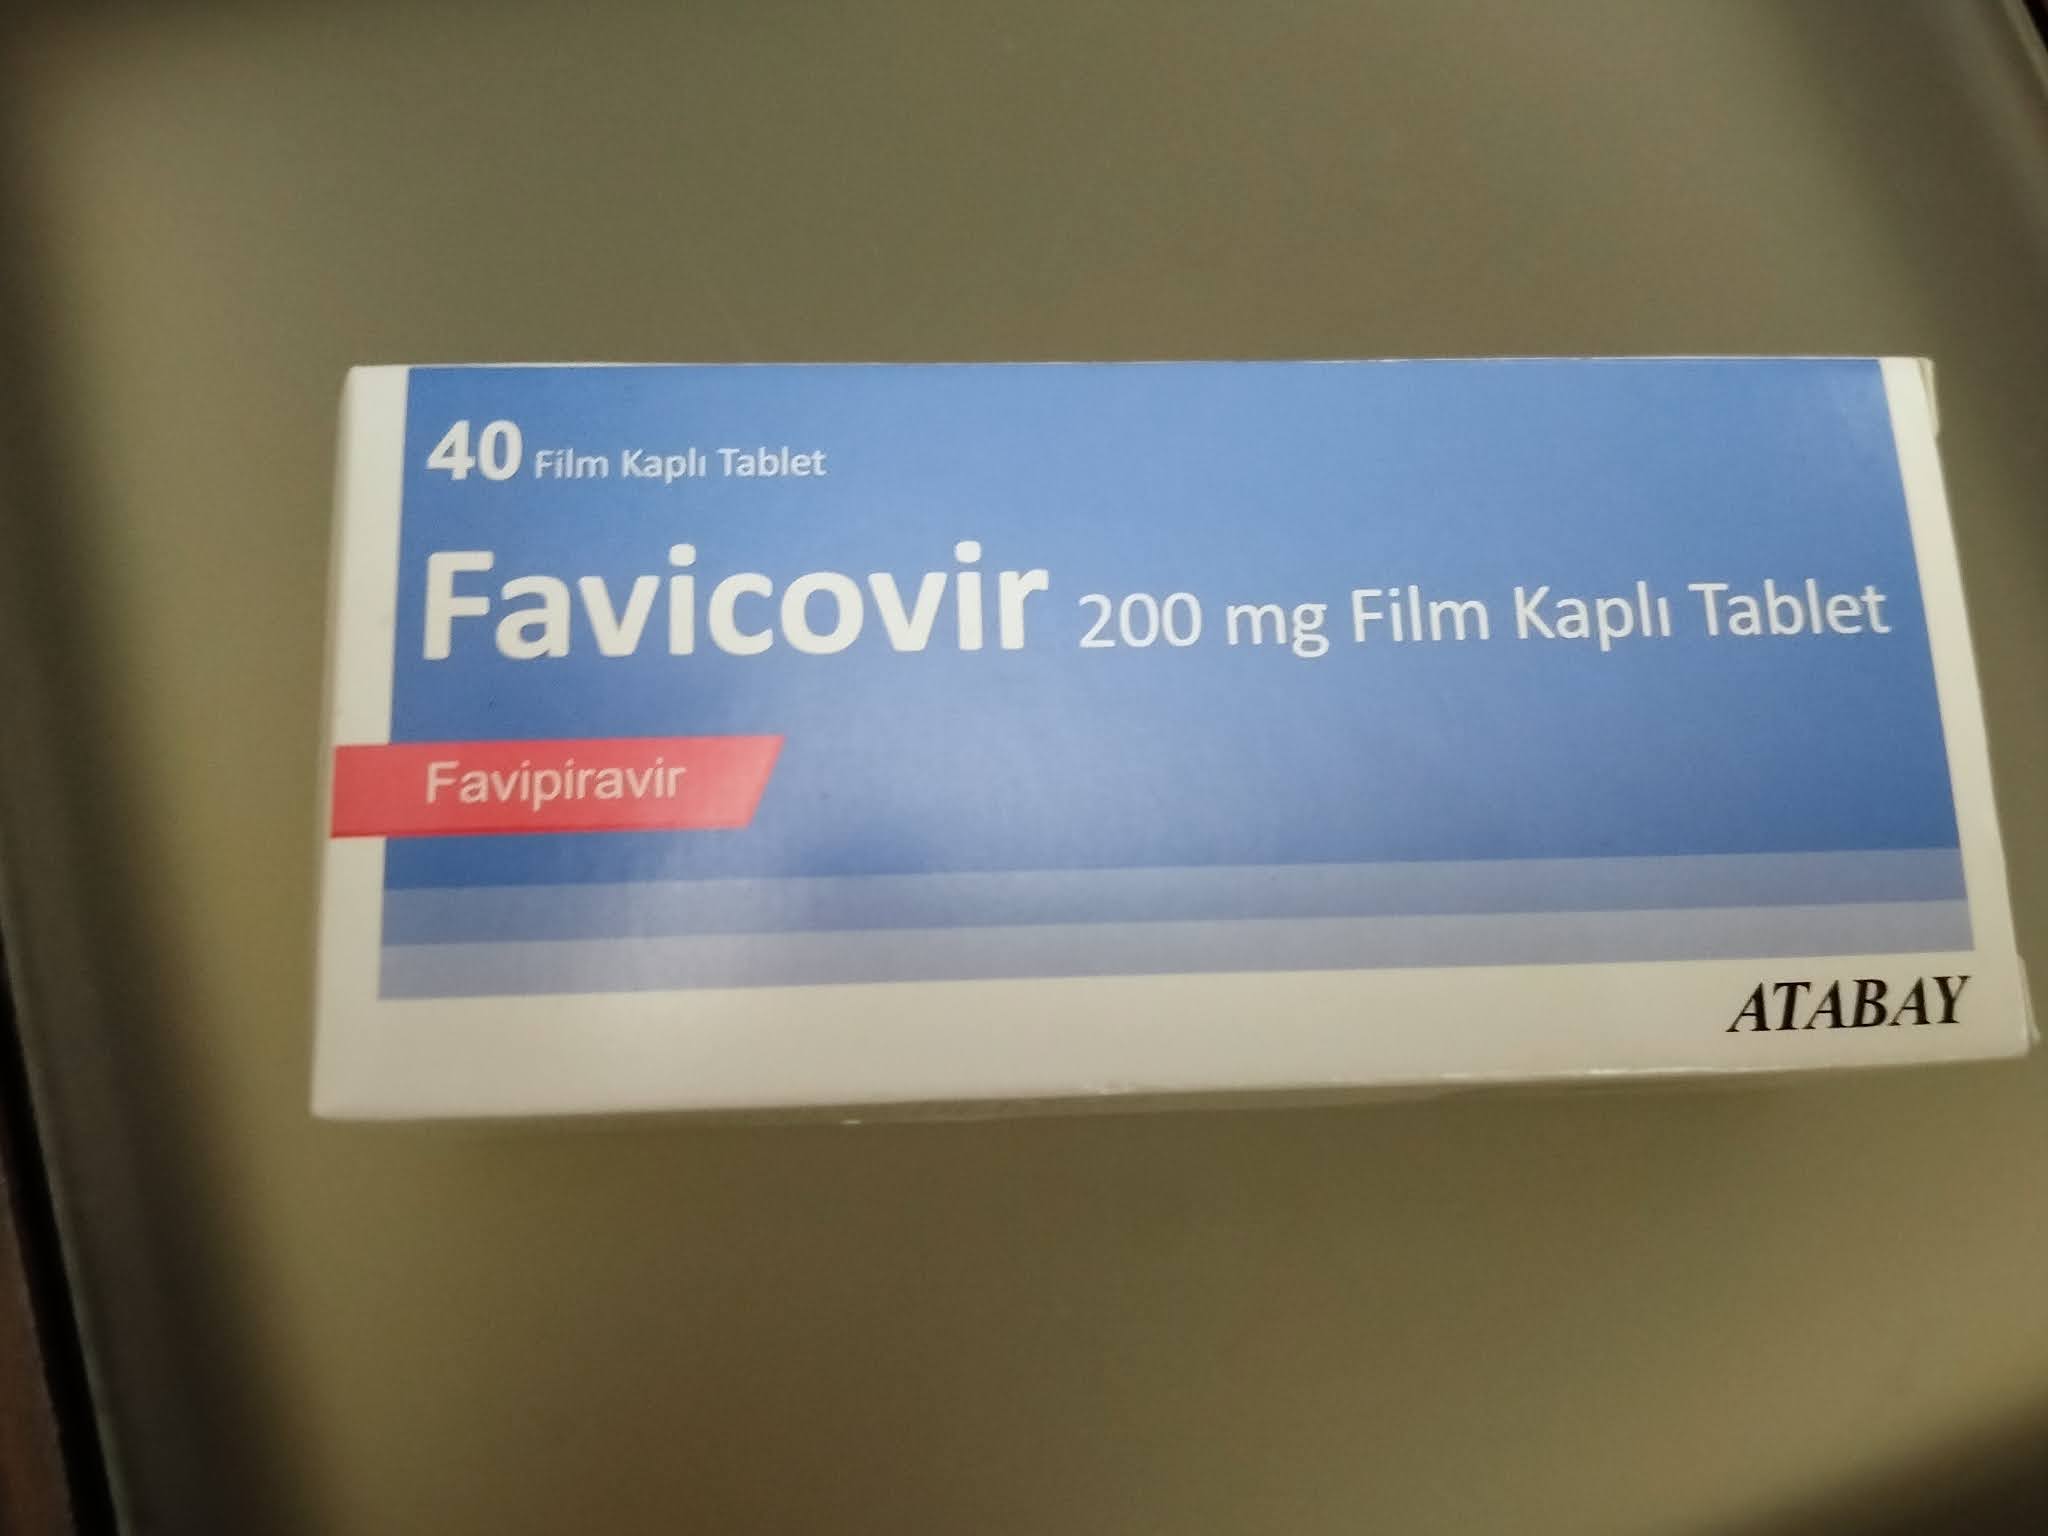 40 Film Kaplı Tablet
Favicovir 200 mg Film Kaplı Tablet
Favipiravir
ATABAY